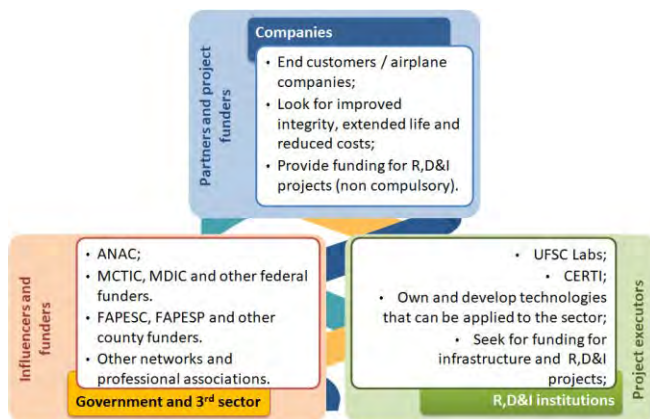 Partners and project
funders
Companies
• End customers / airplane
companies;
• Look for improved
integrity, extended life and
reduced costs;
• Provide funding for R,D&I
projects (non compulsory).
Influencers and
funders
• ANAC;
• MCTIC, MDIC and other federal
funders.
• FAPESC, FAPESP and other
county funders.
• Other networks and
professional associations.
Government and 3rd sector
• UFSC Labs;
• CERTI;
• Own and develop technologies
that can be applied to the sector;
• Seek for funding for
infrastructure and R,D&I
projects;
R,D&I institutions
Project executors